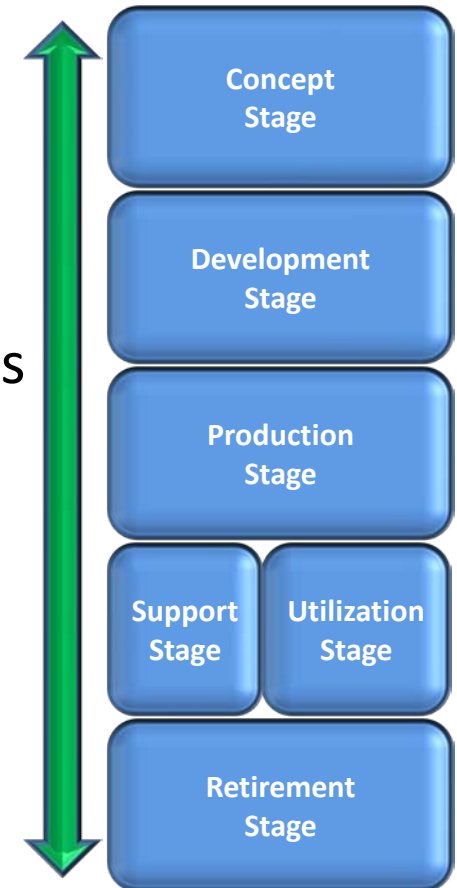 Concept
Stage
Development
Stage
s
Production
Stage
Support
Stage
Utilization
Stage
Retirement
Stage